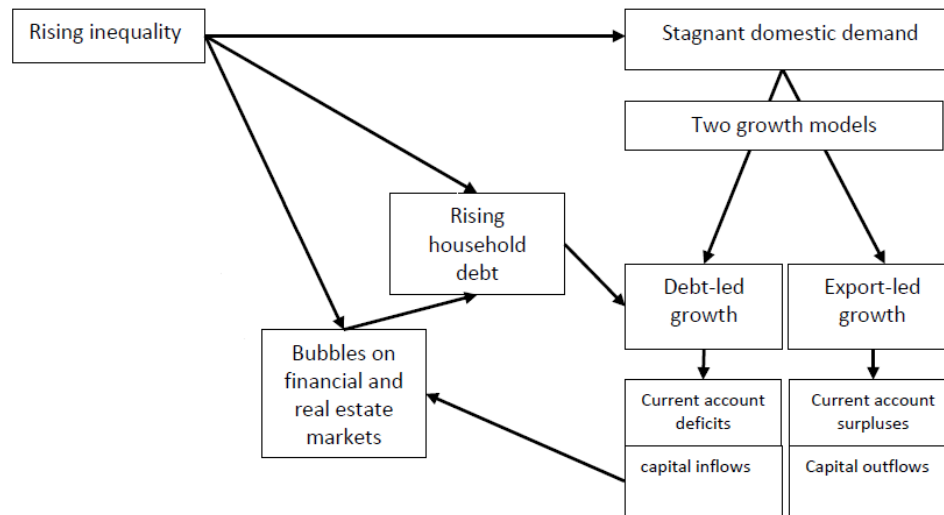 Rising inequality
Stagnant domestic demand
Two growth models
Rising
household
debt
Debt-led
growth
Export-led
growth
Bubbles on
financial and
real estate
markets
Current account
deficits
Current account
surpluses
capital inflows
Capital outflows